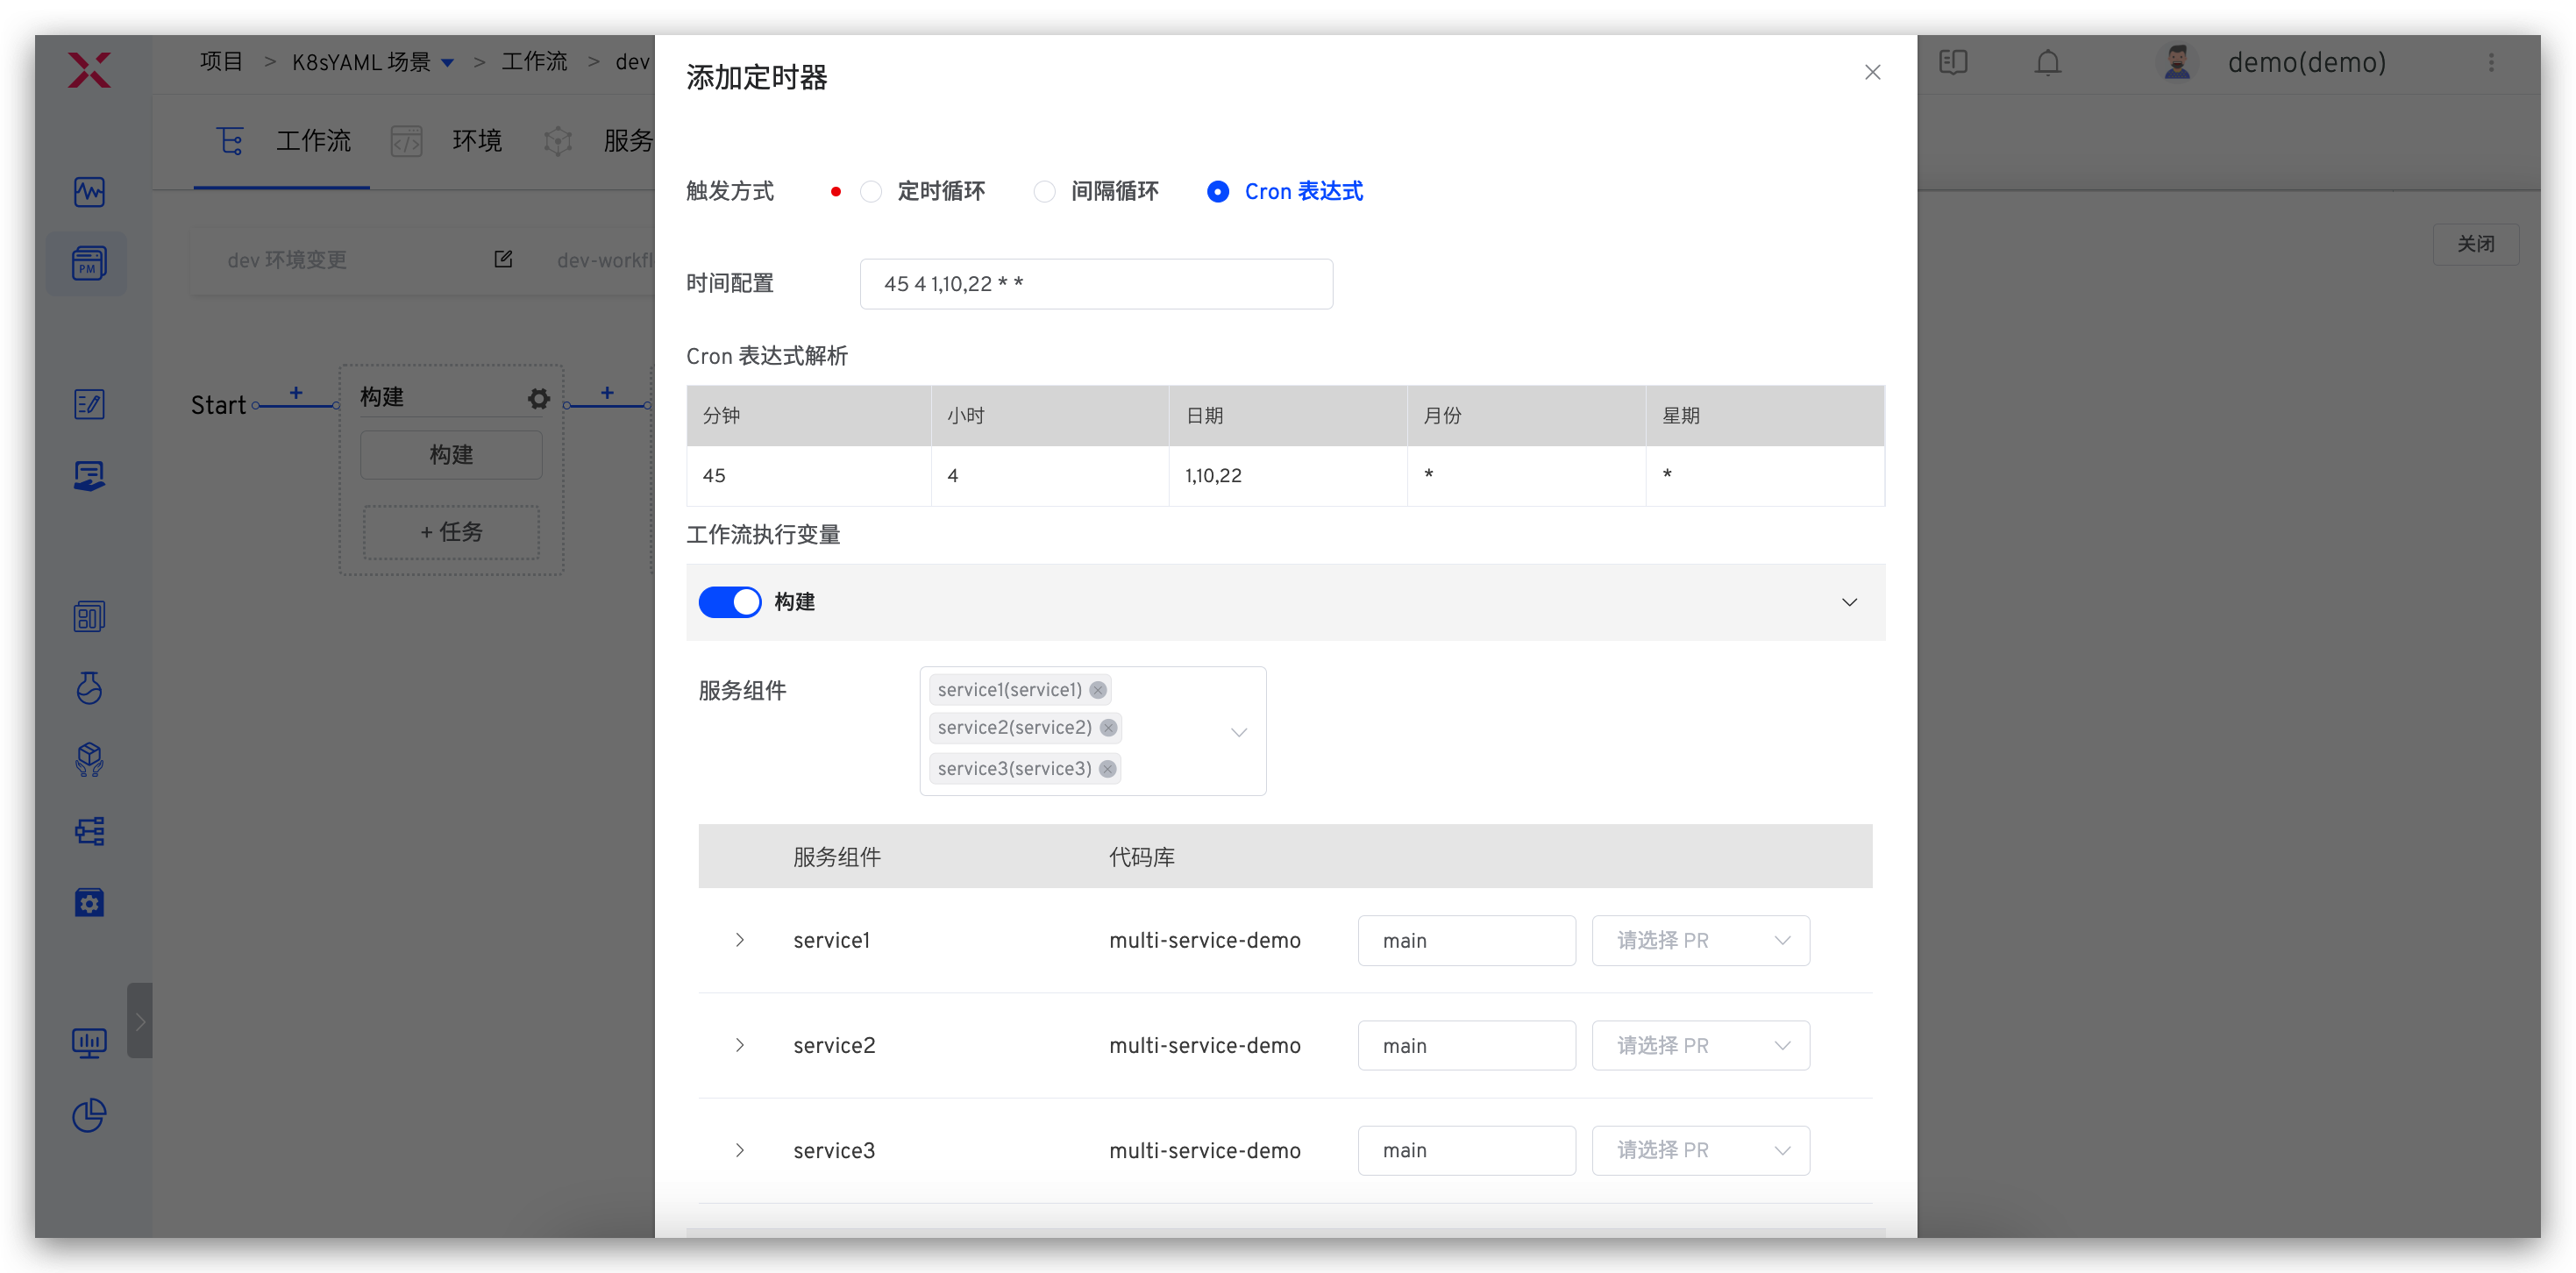 项目 > K8sYAML 场景 > 工作流 > dev
demo(demo)
工作流 环境 服务
dev 环境变更 dev-workfl
关闭
Start + 构建 +
PM
构建
+ 任务
添加定时器
触发方式 定时循环 间隔循环 Cron 表达式
时间配置 45 4 1,10,22 * *
Cron 表达式解析
分钟 小时 日期 月份 星期
45 4 1,10,22 * *
工作流执行变量
构建
服务组件 service1(service1)
service2(service2)
service3(service3)
服务组件 代码库
service1 multi-service-demo main 请选择 PR
service2 multi-service-demo main 请选择 PR
service3 multi-service-demo main 请选择 PR